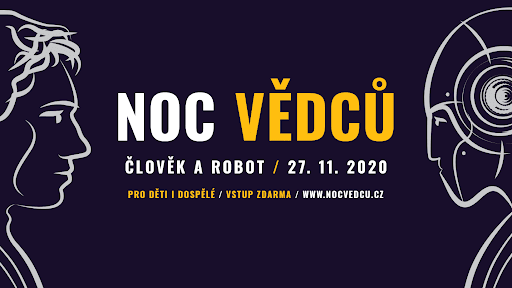 NOC VĚDCŮ
ČLOVĚK A ROBOT / 27. 11. 2020
PRO DĚTI I DOSPĚLÉ / VSTUP ZDARMA / WWW.NOCVEDCU.CZ